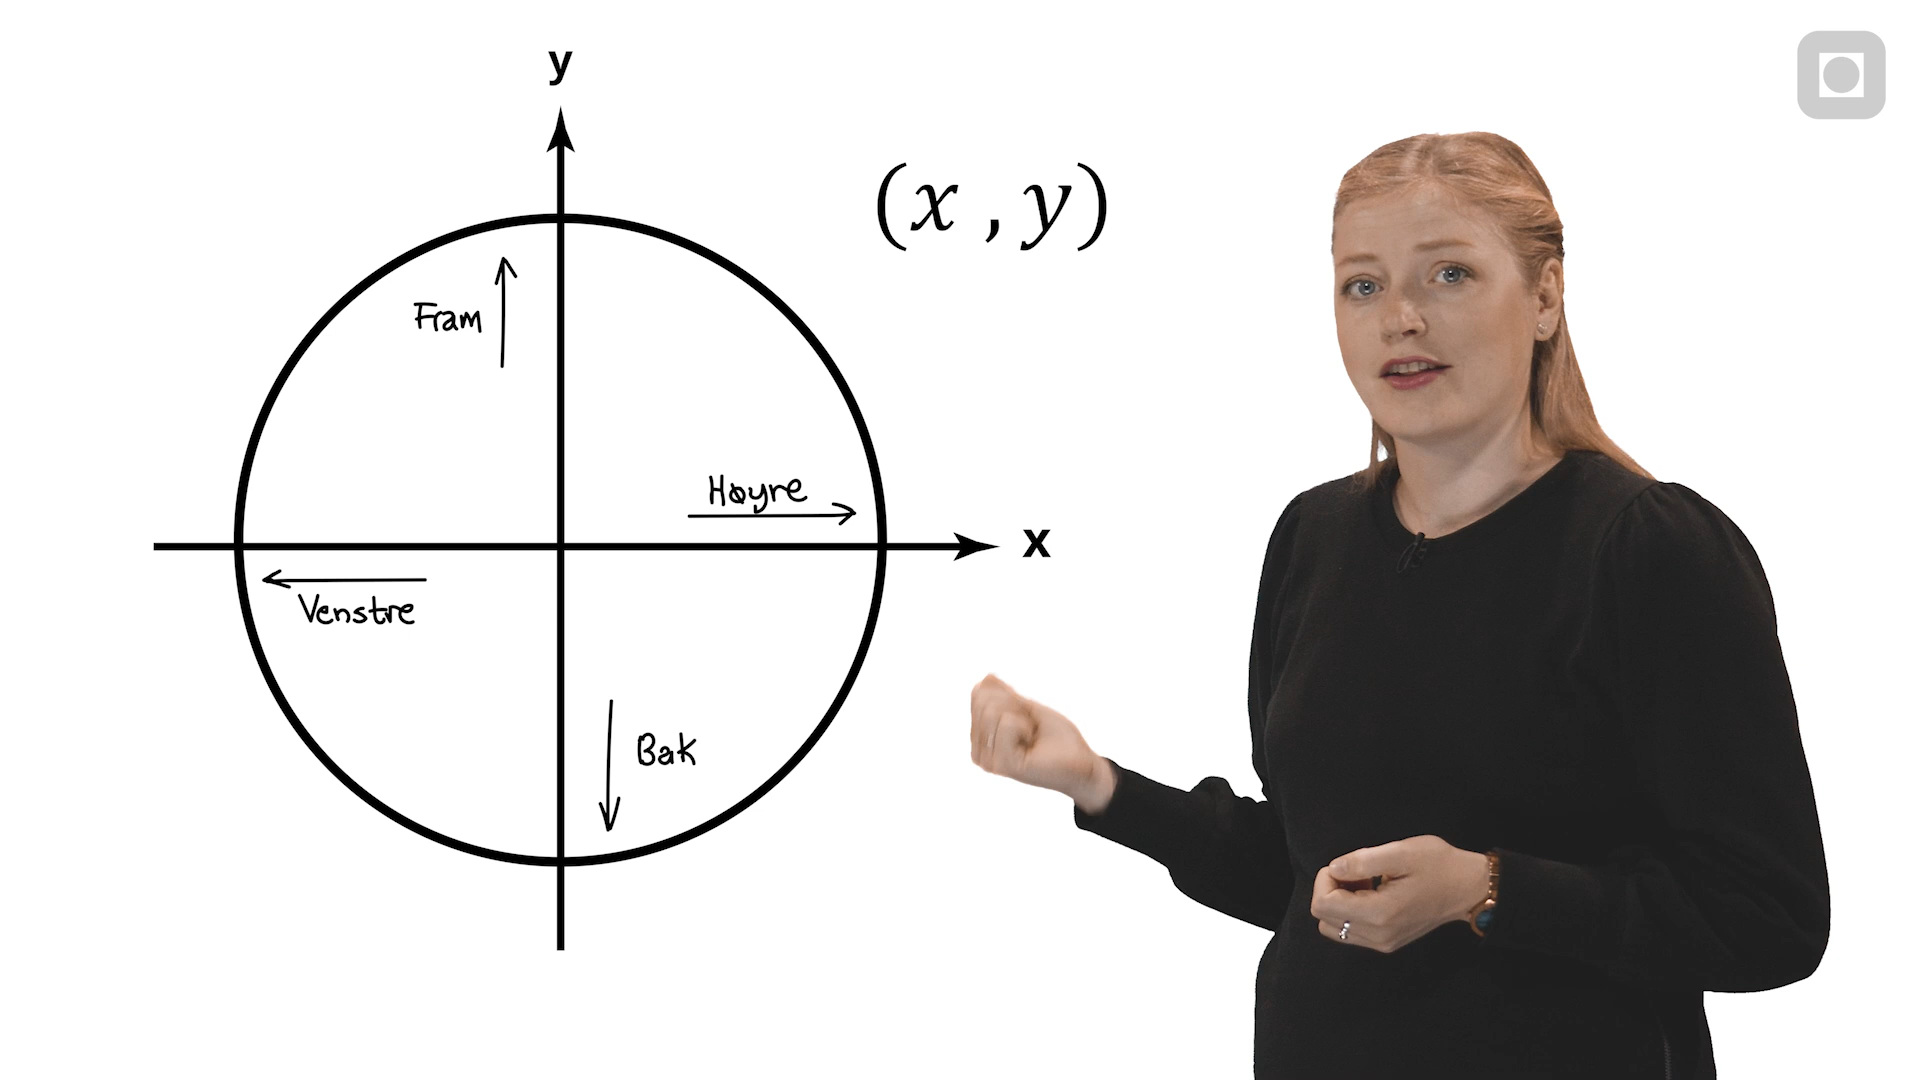 y
(x , y)
Fram
Høyre
x
Venstre
Bak